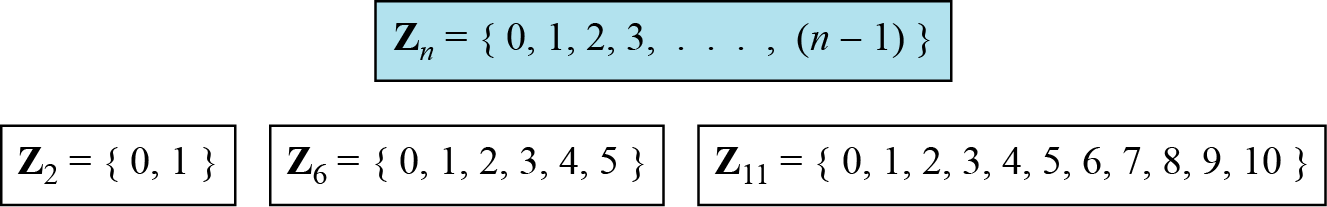 Zn = { 0, 1, 2, 3, . . . , (n – 1) }
Z2 = { 0, 1 }
Z6 = { 0, 1, 2, 3, 4, 5 }
Z11 = { 0, 1, 2, 3, 4, 5, 6, 7, 8, 9, 10 }